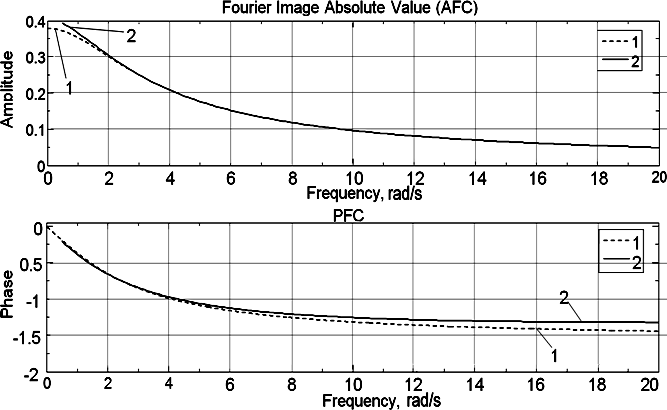 Fourier Image Absolute Value (AFC)
0.4
0.3
0.2
0.1
0
Amplitude
1
2
1
2
0 2 4 6 8 10 12 14 16 18 20
Frequency, rad/s
PFC
0
0.5
-1
-1.5
-2
Phase
1
2
2
1
0 2 4 6 8 10 12 14 16 18 20
Frequency, rad/s